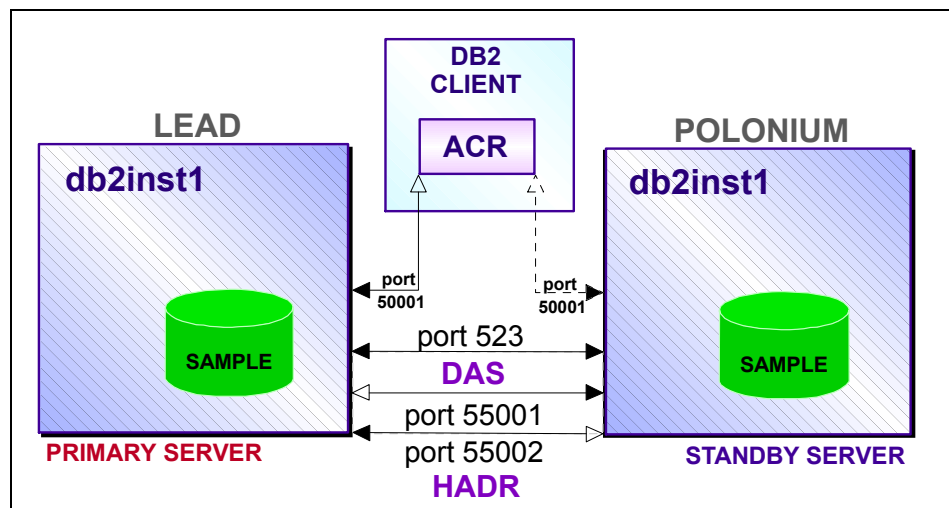 DB2
CLIENT
ACR
LEAD
db2inst1
SAMPLE
PRIMARY SERVER
POLONIUM
db2inst1
SAMPLE
STANDBY SERVER
port
50001
port
50001
port 523
DAS
port 55001
port 55002
HADR